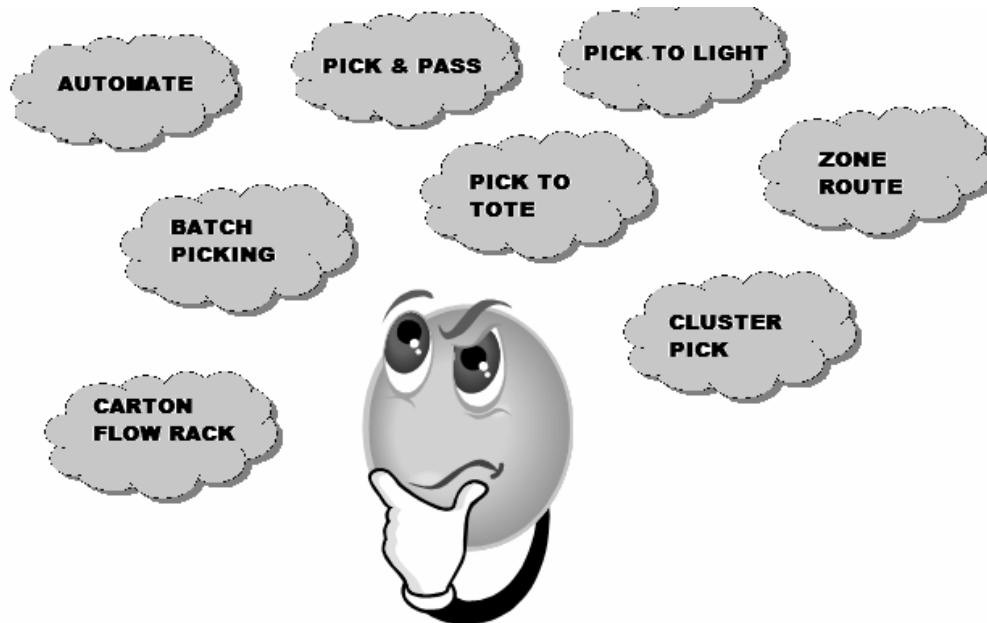 AUTOMATE
PICK & PASS
PICK TO LIGHT
PICK TO
TOTE
ZONE
ROUTE
BATCH
PICKING
CLUSTER
PICK
CARTON
FLOW RACK